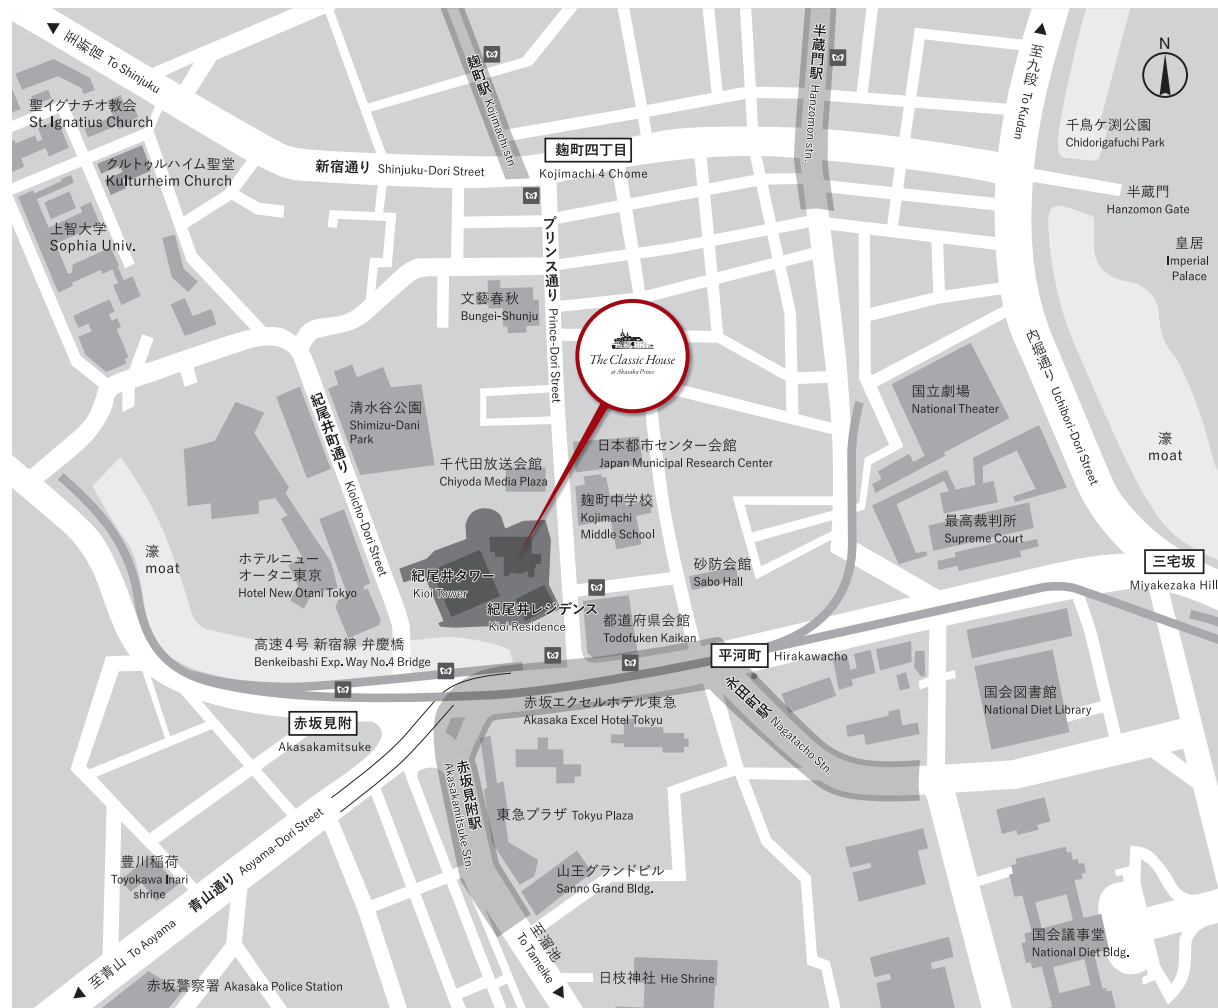 至新宿 To Shinjuku
聖イグナチオ教会
St. Ignatius Church
クルトゥルハイム聖堂
Kulturheim Church
上智大学
Sophia Univ.
麹町駅 Kojimachi stn.
半蔵門駅 Hanzomon stn.
至九段 To Kudan
N
千鳥ケ渕公園
Chidorigafuchi Park
半蔵門
Hanzomon Gate
皇居
Imperial
Palace
新宿通り Shinjuku-Dori Street
麹町四丁目
Kojimachi 4 Chome
プリンス通り Prince-Dori Street
文藝春秋
Bungei-Shunju
The Classic House
at Akasaka Prince
内堀通り Uchibori-Dori Street
国立劇場
National Theater
濠
moat
紀尾井町通り Kioicho-Dori Street
清水谷公園
Shimizu-Dani
Park
千代田放送会館
Chiyoda Media Plaza
日本都市センター会館
Japan Municipal Research Center
麹町中学校
Kojimachi
Middle School
最高裁判所
Supreme Court
濠
moat
ホテルニュー
オータニ東京
Hotel New Otani Tokyo
紀尾井タワー
Kioi Tower
紀尾井レジデンス
Kioi Residence
砂防会館
Sabo Hall
三宅坂
Miyakezaka Hill
都道府県会館
Todofuken Kaikan
高速4号 新宿線 弁慶橋
Benkeibashi Exp. Way No.4 Bridge
平河町 Hirakawacho
赤坂見附
Akasakamitsuke
赤坂エクセルホテル東急
Akasaka Excel Hotel Tokyu
永田町駅 Nagatacho Stn.
国会図書館
National Diet Library
赤坂見附駅
Akasakamitsuke Stn.
東急プラザ Tokyu Plaza
山王グランドビル
Sanno Grand Bldg.
豊川稲荷
Toyokawa Inari
shrine
青山通り Aoyama-Dori Street
至青山 To Aoyama
赤坂警察署 Akasaka Police Station
至溜池
To Tameike
日枝神社 Hie Shrine
国会議事堂
National Diet Bldg.